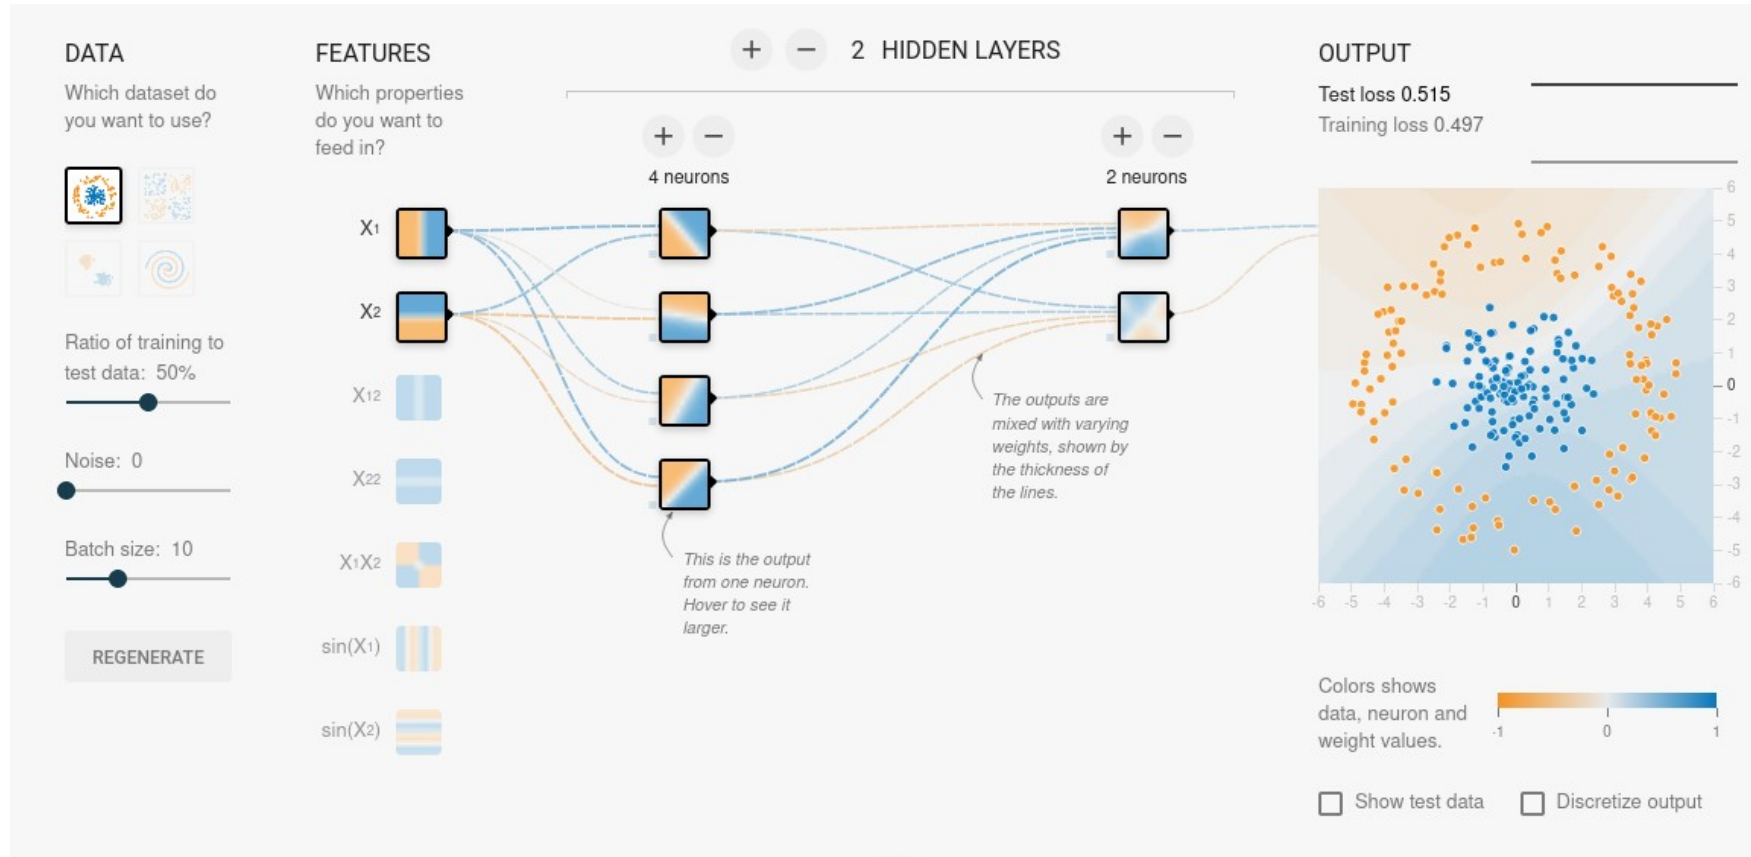 DATA
Which dataset do
you want to use?
Ratio of training to
test data: 50%
Noise: 0
Batch size: 10
REGENERATE
FEATURES
Which properties
do you want to
feed in?
X1
X2
X12
X22
X1X2
sin(X1)
sin(X2)
+ − 2 HIDDEN LAYERS
+ −
4 neurons
+ −
2 neurons
The outputs are
mixed with varying
weights, shown by
the thickness of
the lines.
This is the output
from one neuron.
Hover to see it
larger.
OUTPUT
Test loss 0.515
Training loss 0.497
6
5
4
3
2
1
0
-1
-2
-3
-4
-5
-6
-6 -5 -4 -3 -2 -1 0 1 2 3 4 5 6
Colors shows
data, neuron and
weight values.
-1 0 1
Show test data Discretize output